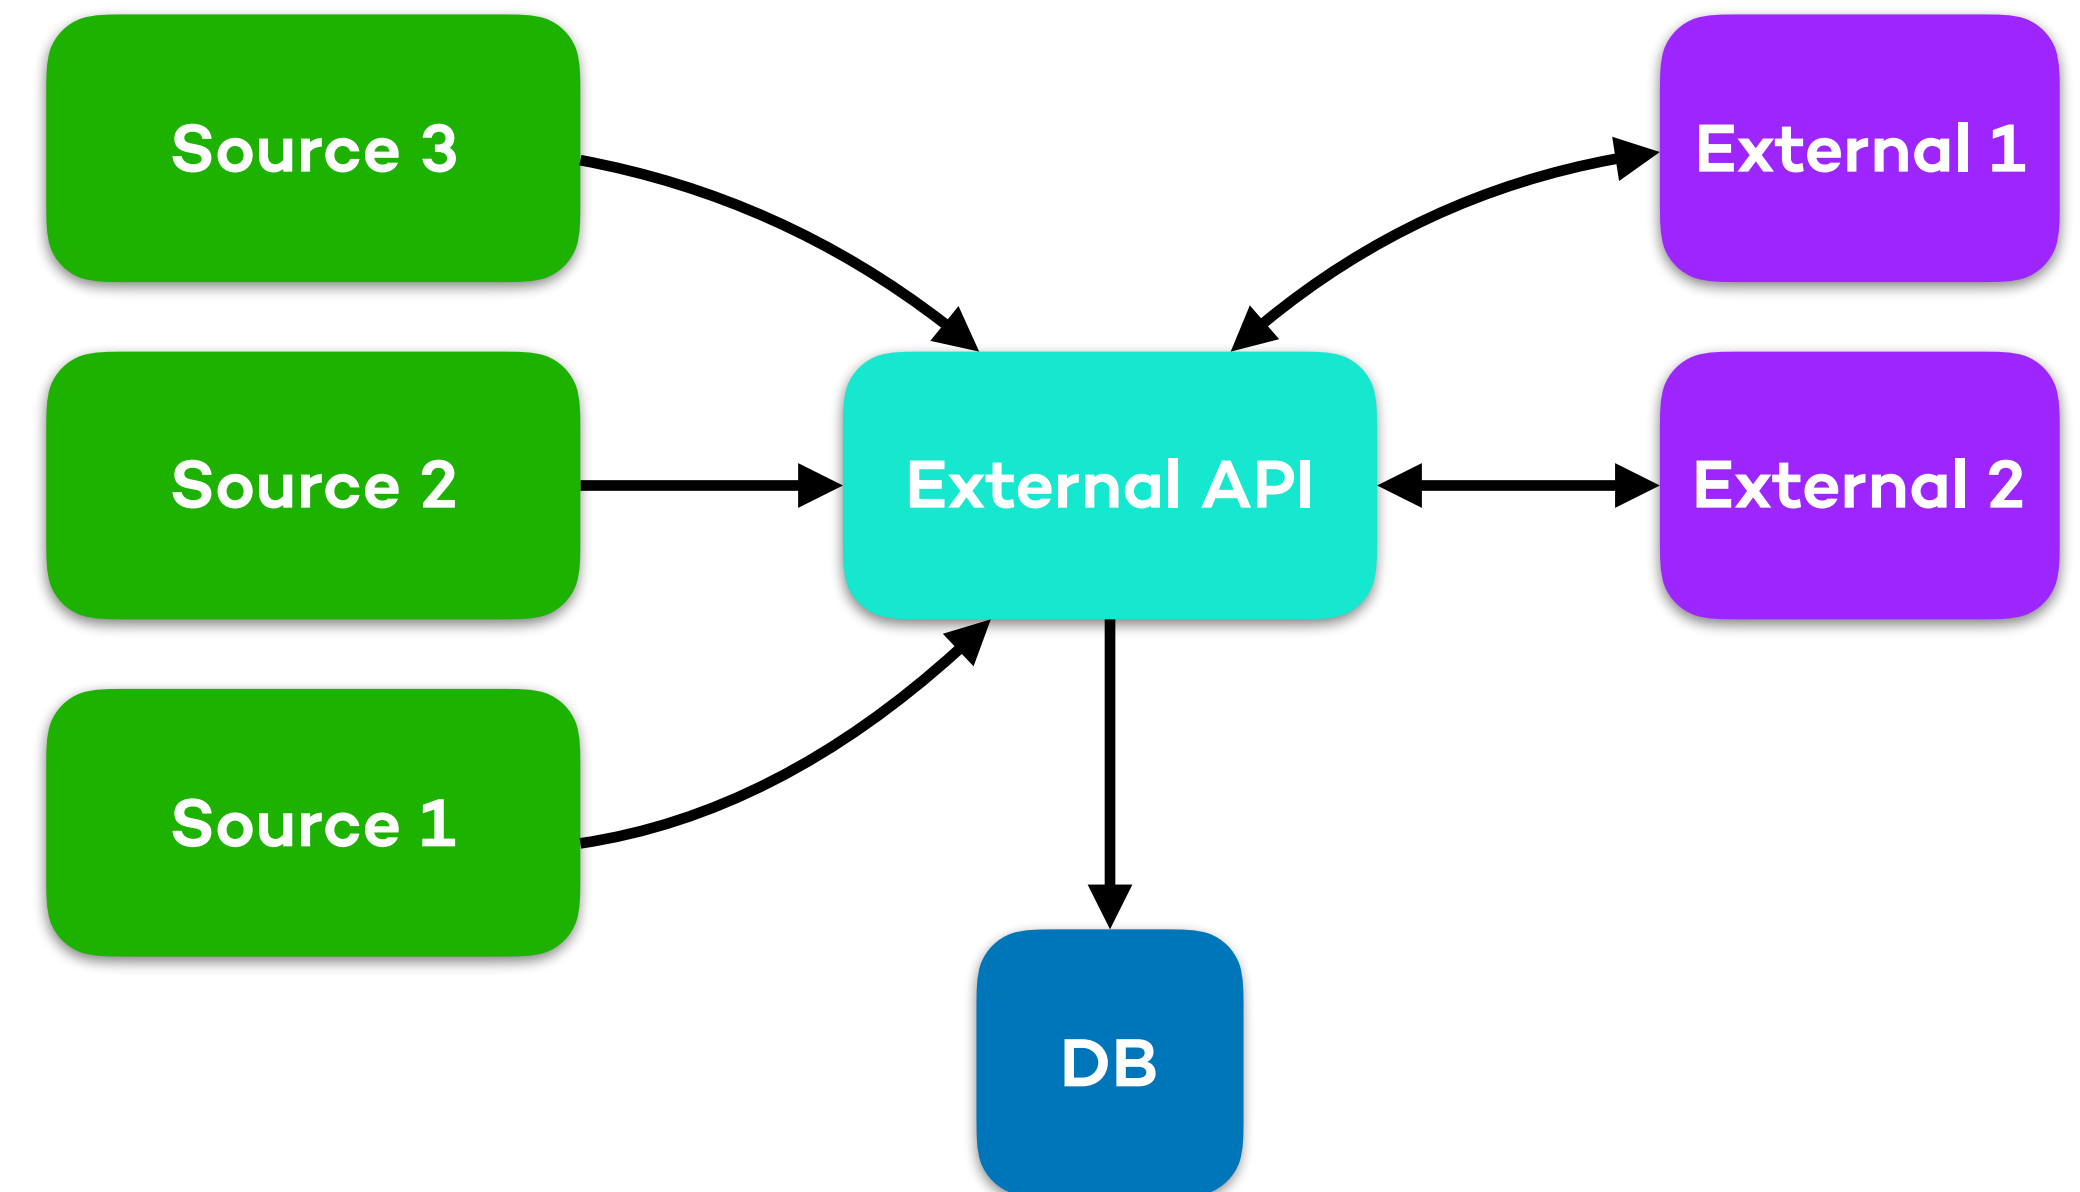 Source 3
External 1
Source 2
External API
External 2
Source 1
DB